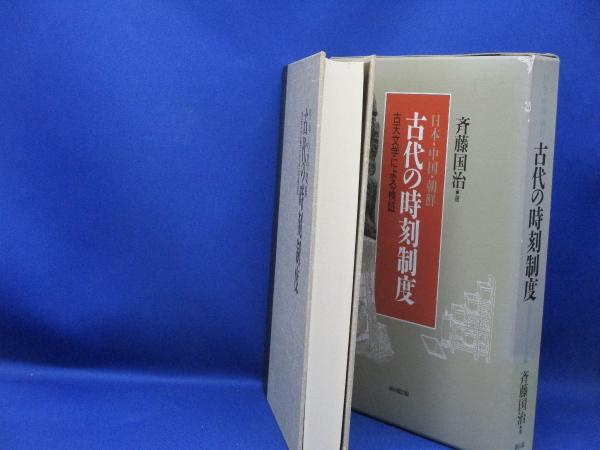 古代の時刻制度
斉藤国治・著
日本・中国・朝鮮
古代の時刻制度
古天文学による検証
古代の時刻制度
斉藤国治・著